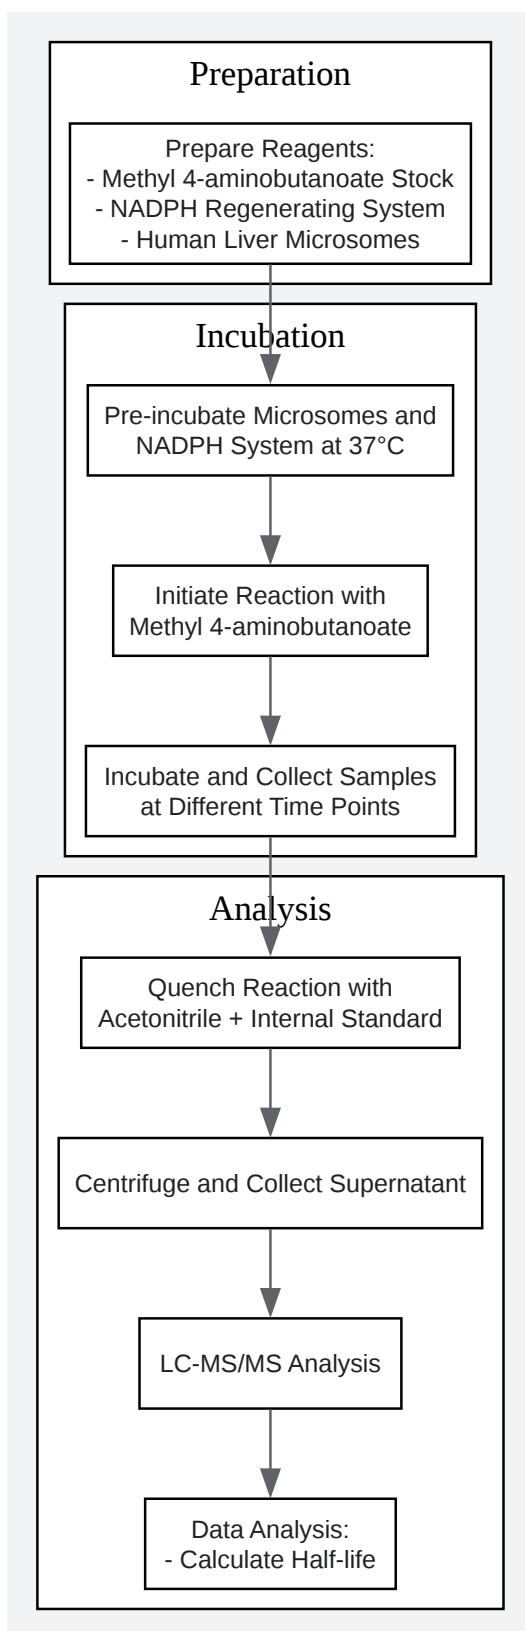 Preparation
Prepare Reagents:
- Methyl 4-aminobutanoate Stock
- NADPH Regenerating System
- Human Liver Microsomes
Incubation
Pre-incubate Microsomes and
NADPH System at 37°C
Initiate Reaction with
Methyl 4-aminobutanoate
Incubate and Collect Samples
at Different Time Points
Analysis
Quench Reaction with
Acetonitrile + Internal Standard
Centrifuge and Collect Supernatant
LC-MS/MS Analysis
Data Analysis:
- Calculate Half-life